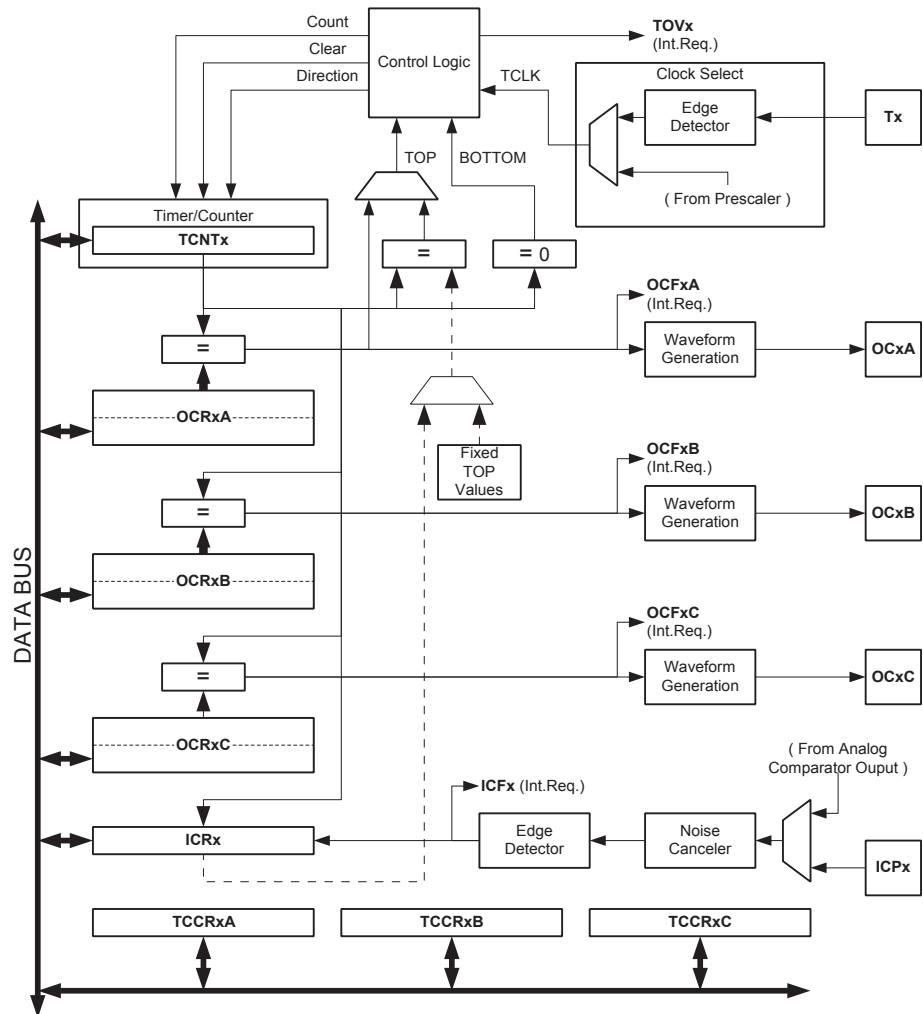 Count
Clear
Direction
Control Logic
TOVx
(Int.Req.)
TCLK
Clock Select
Edge
Detector
Tx
( From Prescaler )
TOP
BOTTOM
Timer/Counter
TCNTx
=
= 0
OCFxA
(Int.Req.)
=
Waveform
Generation
OCxA
OCRxA
Fixed
TOP
Values
OCFxB
(Int.Req.)
=
Waveform
Generation
OCxB
OCRxB
DATA BUS
OCFxC
(Int.Req.)
=
Waveform
Generation
OCxC
OCRxC
( From Analog
Comparator Ouput )
ICFx (Int.Req.)
ICRx
Edge
Detector
Noise
Canceler
ICPx
TCCRxA
TCCRxB
TCCRxC